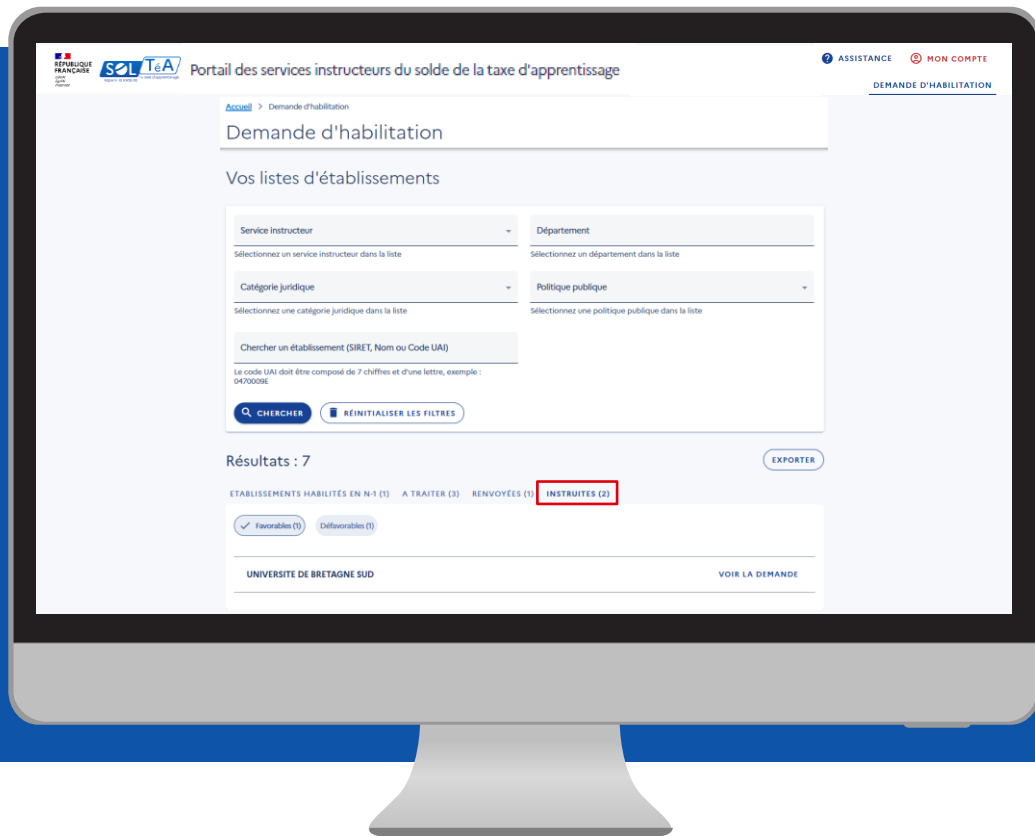 RÉPUBLIQUE
FRANÇAISE
SOLTéA
Portail des services instructeurs du solde de la taxe d'apprentissage
ASSISTANCE
MON COMPTE
DEMANDE D'HABILITATION
Accueil > Demande d'habilitation
Demande d'habilitation
Vos listes d'établissements
Service instructeur
Département
Sélectionnez un service instructeur dans la liste
Sélectionnez un département dans la liste
Catégorie juridique
Politique publique
Sélectionnez une catégorie juridique dans la liste
Sélectionnez une politique publique dans la liste
Chercher un établissement (SIRET, Nom ou Code UAI)
Le code UAI doit être composé de 7 chiffres et d'une lettre, exemple :
0470009E
CHERCHER
RÉINITIALISER LES FILTRES
Résultats : 7
EXPORTER
ETABLISSEMENTS HABILITÉS EN N-1 (1)
A TRAITER (3)
RENVOYÉES (1)
INSTRUITES (2)
Favorables (1)
Défavorables (1)
UNIVERSITE DE BRETAGNE SUD
VOIR LA DEMANDE